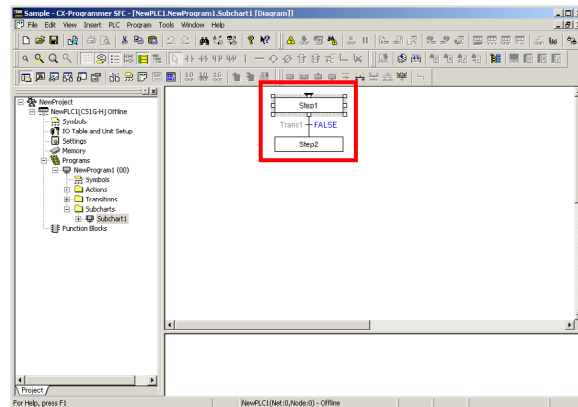 Sample - CX-Programmer SFC - [NewPLC1.NewProgram1.Subchart1 [Diagram]]
File Edit View Insert PLC Program Tools Window Help
NewProject
NewPLC1[CS1G-H] Offline
Symbols
IO Table and Unit Setup
Settings
Memory
Programs
NewProgram1 (00)
Symbols
Actions
Transitions
Subcharts
Subchart1
Function Blocks
Step1
Trans1 FALSE
Step2
Project
For Help, press F1 NewPLC1(Net:0,Node:0) - Offline